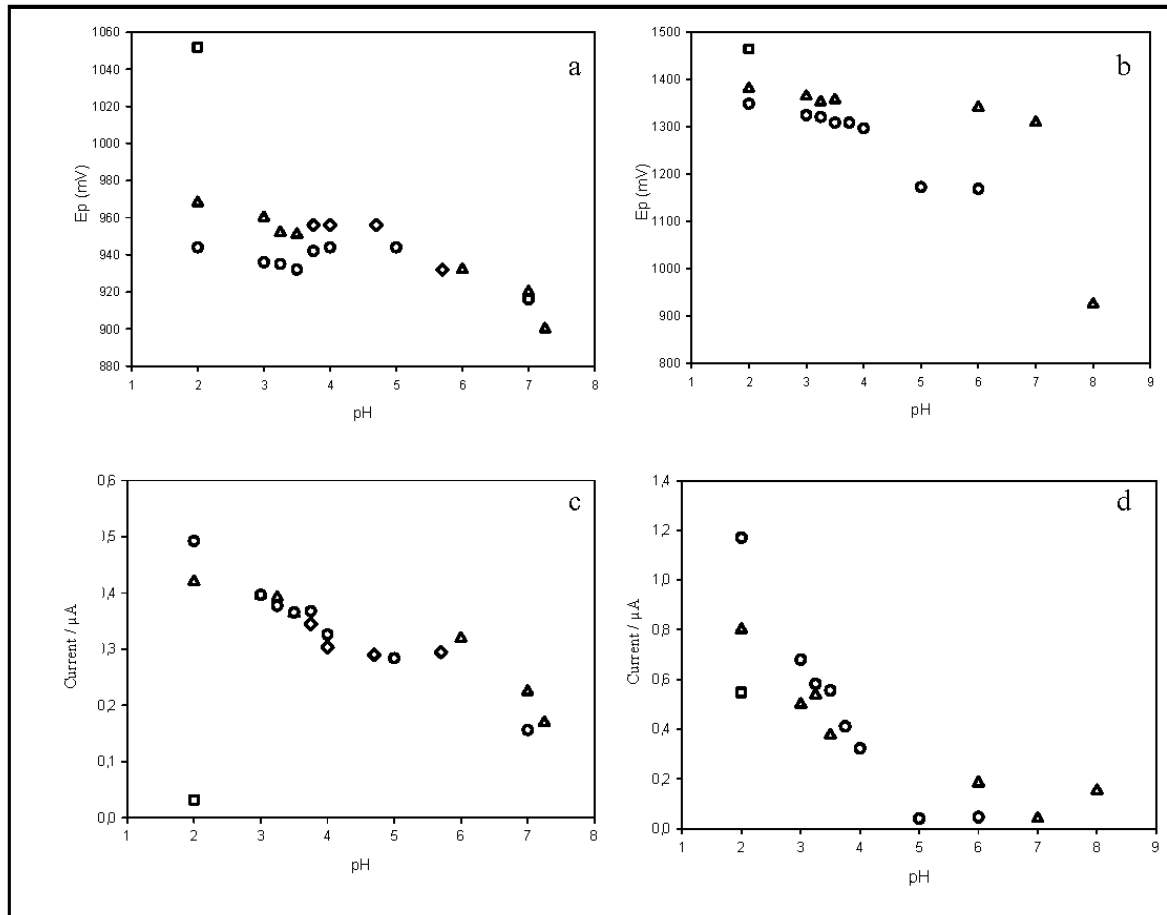 a
1060
1040
1020
1000
980
960
940
920
900
880
Ep (mV)
1 2 3 4 5 6 7 8
pH
b
1500
1400
1300
1200
1100
1000
900
800
Ep (mV)
1 2 3 4 5 6 7 8 9
pH
c
0,6
0,5
0,4
0,3
0,2
0,1
0,0
Current / µA
1 2 3 4 5 6 7 8
pH
d
1,4
1,2
1,0
0,8
0,6
0,4
0,2
0,0
Current / µA
1 2 3 4 5 6 7 8 9
pH